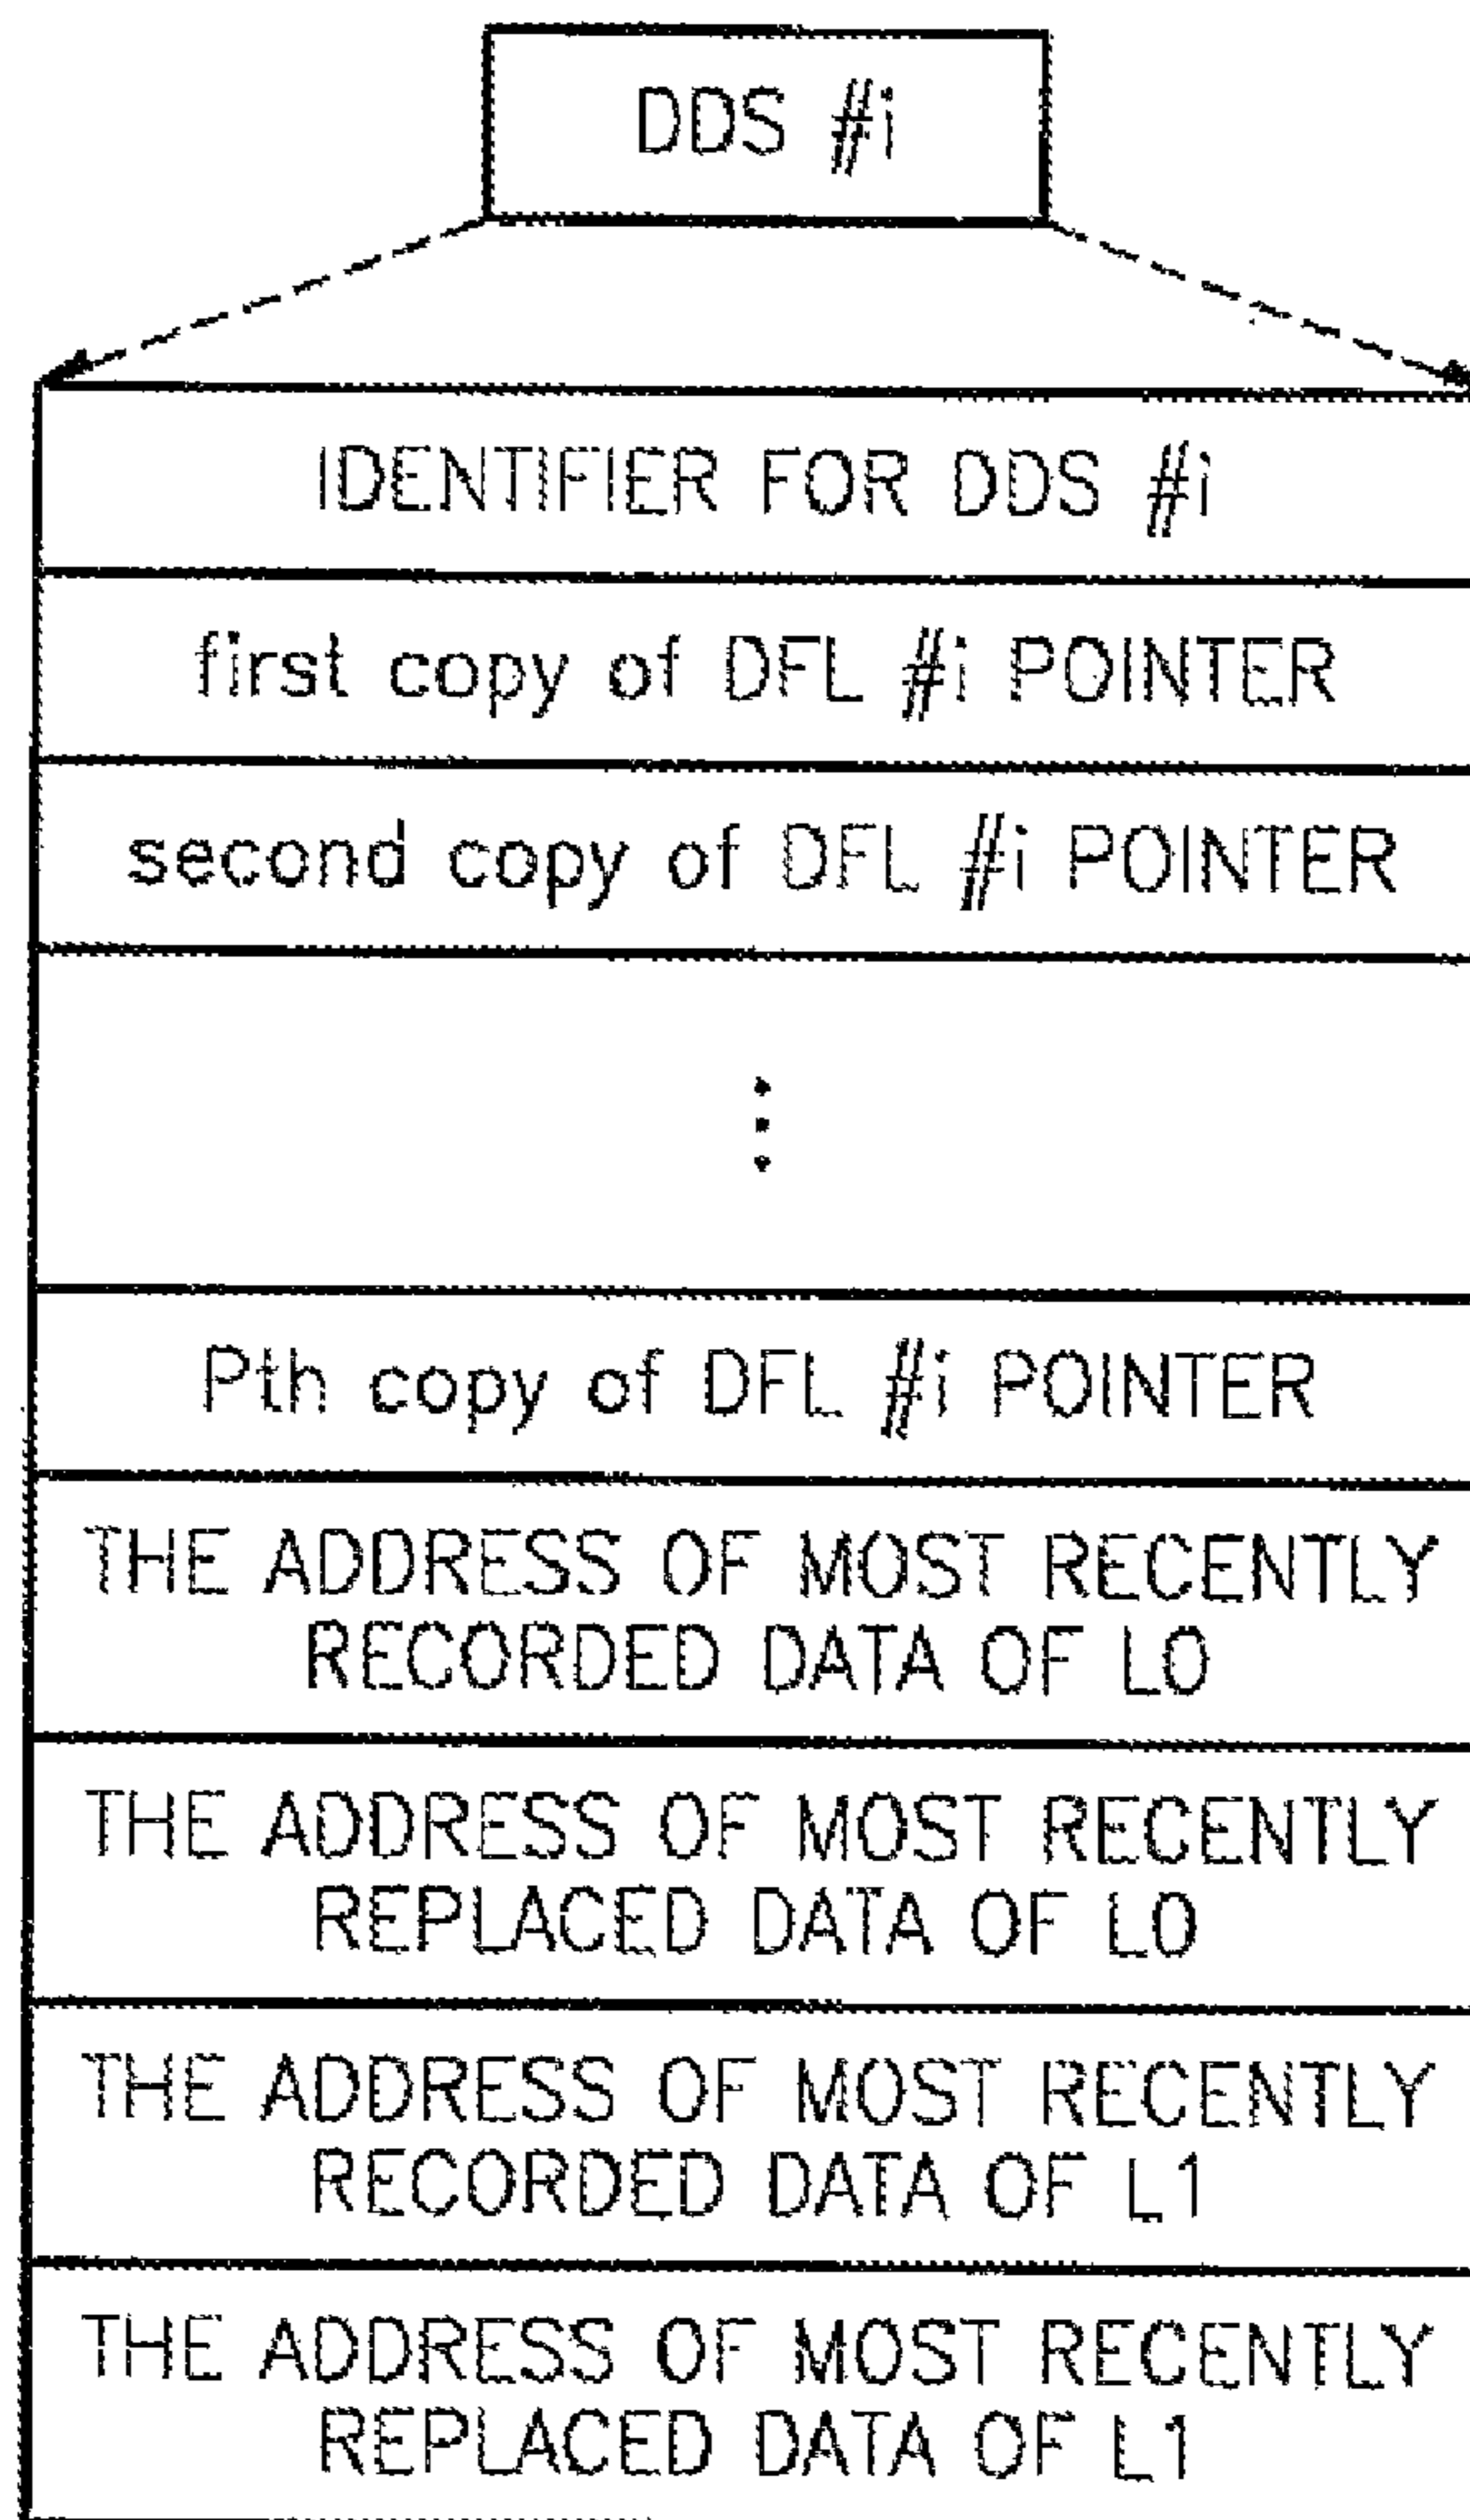 DDS #i
IDENTIFIER FOR DDS #i
first copy of DFL #i POINTER
second copy of DFL #i POINTER
Pth copy of DFL #i POINTER
THE ADDRESS OF MOST RECENTLY
RECORDED DATA OF L0
THE ADDRESS OF MOST RECENTLY
REPLACED DATA OF L0
THE ADDRESS OF MOST RECENTLY
RECORDED DATA OF L1
THE ADDRESS OF MOST RECENTLY
REPLACED DATA OF L1